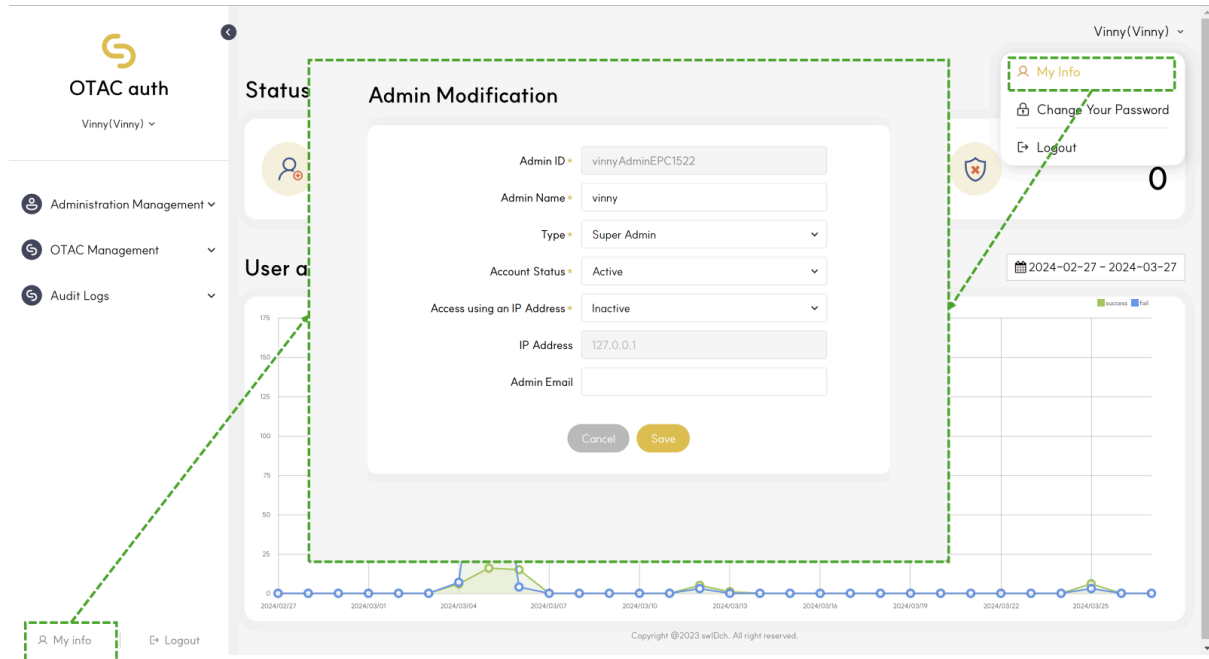 Vinny(Vinny)
My Info
Change Your Password
Logout
OTAC auth
Vinny(Vinny)
Administration Management
OTAC Management
Audit Logs
My info
Logout
Status
0
User a
2024-02-27 - 2024-03-27
success fail
175
150
125
100
75
50
25
0
2024/02/27 2024/03/01 2024/03/04 2024/03/07 2024/03/10 2024/03/13 2024/03/16 2024/03/19 2024/03/22 2024/03/25
Admin Modification
Admin ID * vinnyAdminEPC1522
Admin Name * vinny
Type * Super Admin
Account Status * Active
Access using an IP Address * Inactive
IP Address 127.0.0.1
Admin Email
Cancel Save
Copyright @2023 swIDch. All right reserved.